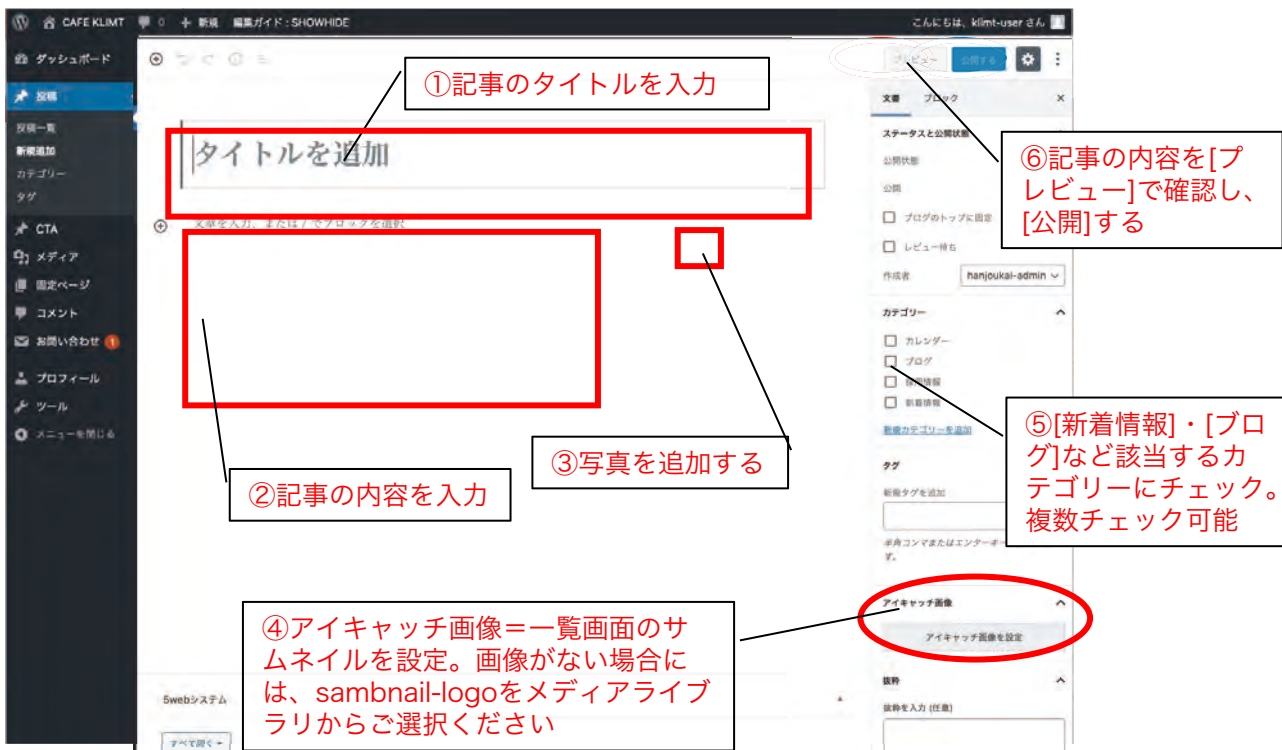 CAFE KLIMT 0 + 新規 編集ガイド : SHOWHIDE こんにちは、klimt-user さん
ダッシュボード
投稿
投稿一覧
新規追加
カテゴリー
タグ
CTA
メディア
固定ページ
コメント
お問い合わせ 1
プロフィール
ツール
メニューを閉じる
①記事のタイトルを入力
タイトルを追加
文章を入力、または / でブロックを選択
②記事の内容を入力
③写真を追加する
④アイキャッチ画像=一覧画面のサ
ムネイルを設定。画像がない場合に
は、sambnail-logoをメディアライブ
ラリからご選択ください
5webシステム
すべて開く
プレビュー 公開する
文書 ブロック ×
ステータスと公開状態
公開状態
公開
ブログのトップに固定
レビュー待ち
作成者 hanjoukai-admin
⑥記事の内容を[プ
レビュー]で確認し、
[公開]する
カテゴリー
カレンダー
ブログ
採用情報
新着情報
新規カテゴリーを追加
⑤[新着情報]・[ブロ
グ]など該当するカ
テゴリーにチェック。
複数チェック可能
タグ
新規タグを追加
半角コンマまたはエンターキー
す。
アイキャッチ画像
アイキャッチ画像を設定
抜粋
抜粋を入力 (任意)